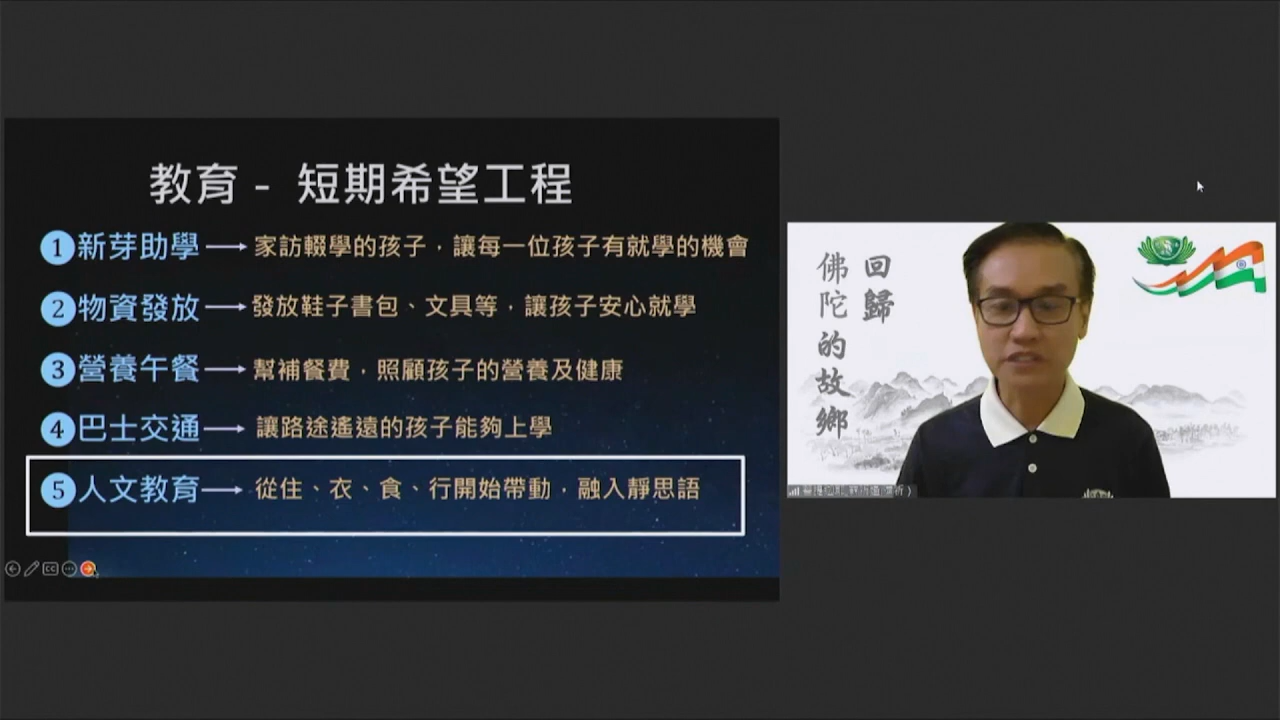 教育 - 短期希望工程
1 新芽助學 → 家訪輟學的孩子，讓每一位孩子有就學的機會
2 物資發放 → 發放鞋子書包、文具等，讓孩子安心就學
3 營養午餐 → 幫補餐費，照顧孩子的營養及健康
4 巴士交通 → 讓路途遙遠的孩子能夠上學
5 人文教育 → 從住、衣、食、行開始帶動，融入靜思語
CC
回歸
佛陀的故鄉